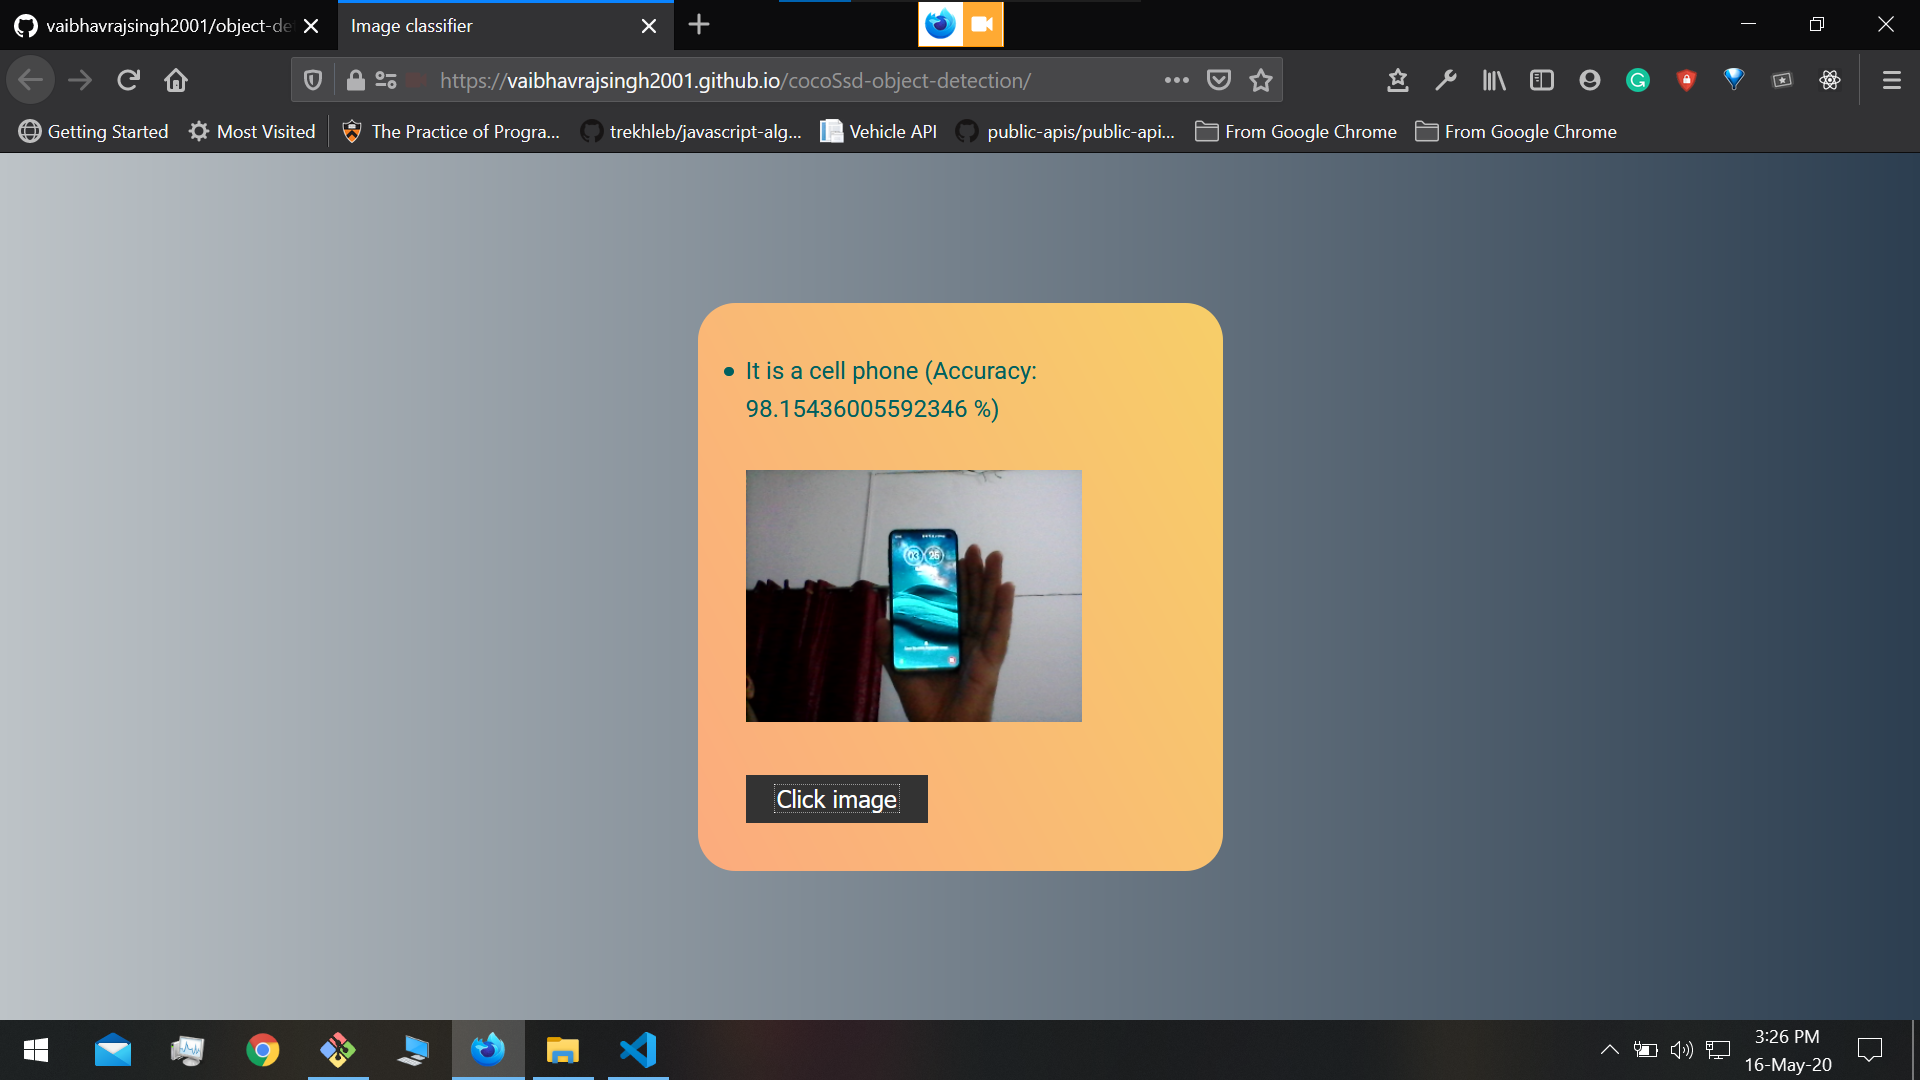 vaibhavrajsingh2001/object-de
Image classifier
https://vaibhavrajsingh2001.github.io/cocoSsd-object-detection/
Getting Started
Most Visited
The Practice of Progra...
trekhleb/javascript-alg...
Vehicle API
public-apis/public-api...
From Google Chrome
From Google Chrome
It is a cell phone (Accuracy:
98.15436005592346 %)
03 26
Click image
3:26 PM
16-May-20